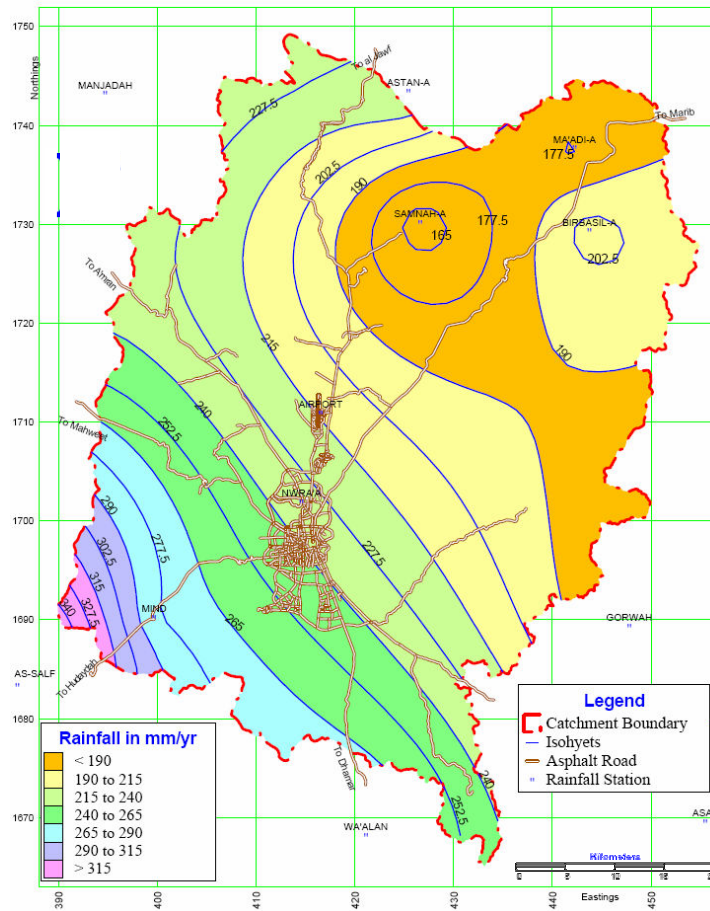 1750
1740
1730
1720
1710
1700
1690
1680
1670
Northings
MANJADAH
To al Jawf
ASTAN-A
227.5
To Marib
MA'ADI-A
177.5
202.5
190
SAMNAH-A
177.5
165
BIRBASIL-A
202.5
To Amran
215
190
AIRPORT
To Mahweet
240
252.5
NWRA'A
290
302.5
277.5
315
227.5
327.5
340
MIND
265
GORWAH
AS-SALF
To Hudaydah
To Dhamar
240
252.5
WA'ALAN
ASA
Legend
Catchment Boundary
Isohyets
Asphalt Road
Rainfall Station
Rainfall in mm/yr
< 190
190 to 215
215 to 240
240 to 265
265 to 290
290 to 315
> 315
Kilometers
0 5 10 15
390 400 410 420 430 440 450
Eastings